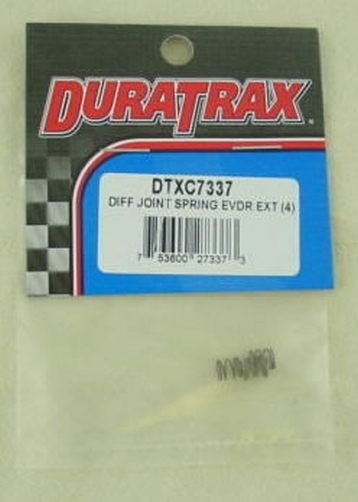 DURATRAX
DTXC7337
DIFF JOINT SPRING EVDR EXT (4)
7 53600 27337 3